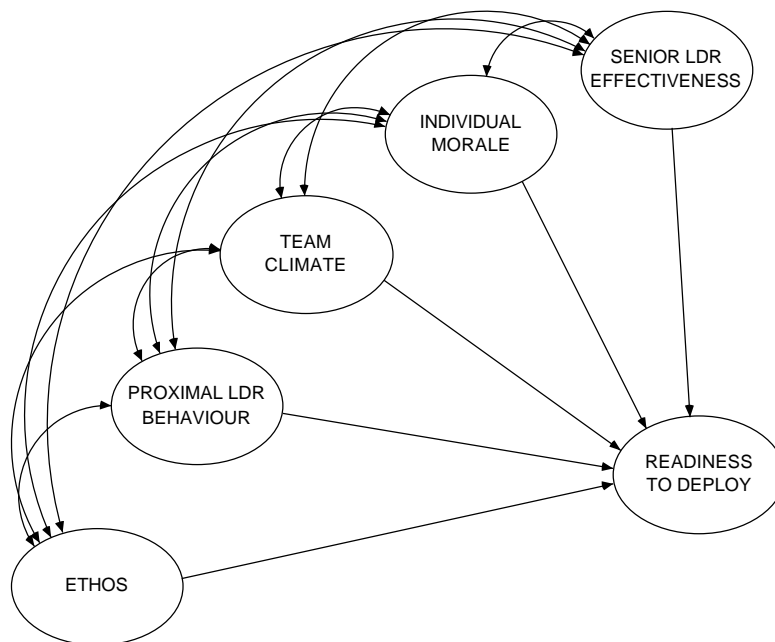 SENIOR LDR
EFFECTIVENESS
INDIVIDUAL
MORALE
TEAM
CLIMATE
PROXIMAL LDR
BEHAVIOUR
READINESS
TO DEPLOY
ETHOS